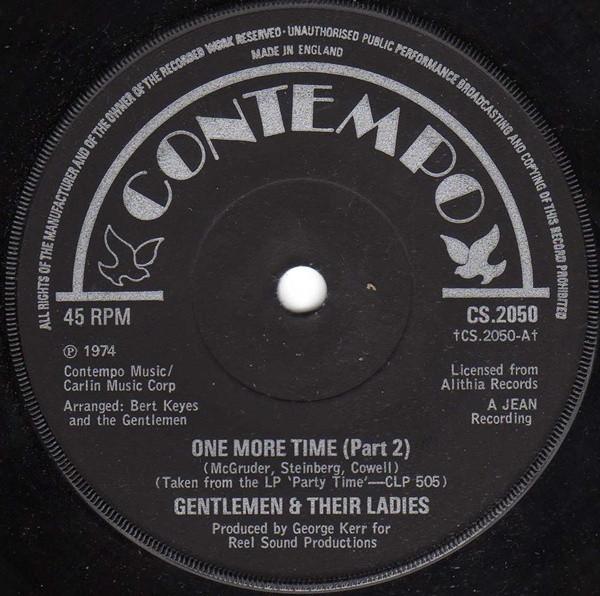 ALL RIGHTS OF THE MANUFACTURER AND OF THE OWNER OF THE RECORDED WORK RESERVED · UNAUTHORISED PUBLIC PERFORMANCE BROADCASTING AND COPYING OF THIS RECORD PROHIBITED
MADE IN ENGLAND
CONTEMPO
45 RPM
CS.2050
†CS.2050-A†
℗ 1974
Contempo Music/
Carlin Music Corp
Arranged: Bert Keyes
and the Gentlemen
Licensed from
Alithia Records
A JEAN
Recording
ONE MORE TIME (Part 2)
(McGruder, Steinberg, Cowell)
(Taken from the LP 'Party Time'—CLP 505)
GENTLEMEN & THEIR LADIES
Produced by George Kerr for
Reel Sound Productions